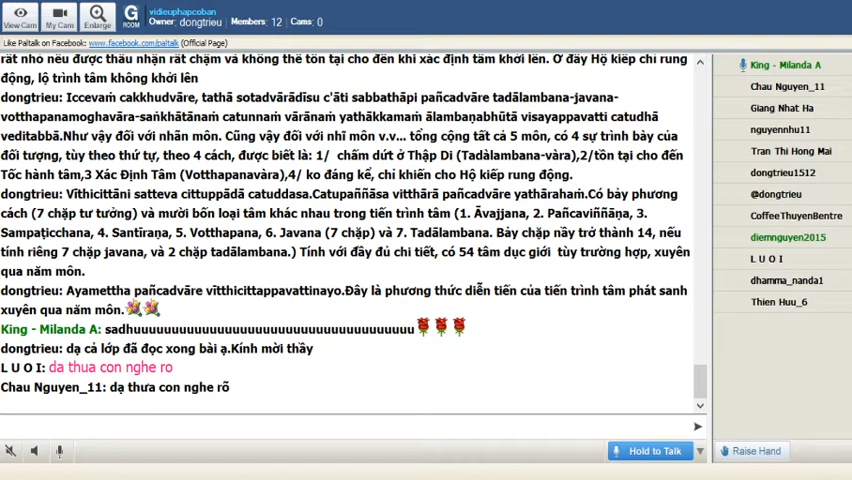 vidieuphapcoban
Owner: dongtrieu Members: 12 Cams: 0
View Cam My Cam Enlarge G ROOM
Like Paltalk on Facebook: www.facebook.com/paltalk (Official Page)
rất nhỏ nếu được thâu nhận rất chậm và không thể tồn tại cho đến khi xác định tâm khởi lên. Ở đây Hộ kiếp chỉ rung
động, lộ trình tâm không khởi lên
dongtrieu: Iccevaṁ cakkhudvāre, tathā sotadvārādīsu c'āti sabbathāpi pañcadvāre tadālambana-javana-
votthapanamoghavāra-saṅkhātānaṁ catunnaṁ vārānaṁ yathākkamaṁ ālambaṇabhūtā visayappavatti catudhā
veditabbā.Như vậy đối với nhãn môn. Cũng vậy đối với nhĩ môn v.v... tổng cộng tất cả 5 môn, có 4 sự trình bày của
đối tượng, tùy theo thứ tự, theo 4 cách, được biết là: 1/ chấm dứt ở Thập Di (Tadàlambana-vàra),2/tồn tại cho đến
Tốc hành tâm,3 Xác Định Tâm (Votthapanavàra),4/ ko đáng kể, chỉ khiến cho Hộ kiếp rung động.
dongtrieu: Vīthicittāni satteva cittuppādā catuddasa.Catupaññāsa vitthārā pañcadvāre yathārahaṁ.Có bảy phương
cách (7 chặp tư tưởng) và mười bốn loại tâm khác nhau trong tiến trình tâm (1. Āvajjana, 2. Pañcaviññāṇa, 3.
Sampaṭicchana, 4. Santīraṇa, 5. Votthapana, 6. Javana (7 chặp) và 7. Tadālambana. Bảy chặp nầy trở thành 14, nếu
tính riêng 7 chặp javana, và 2 chặp tadālambana.) Tính với đầy đủ chi tiết, có 54 tâm dục giới tùy trường hợp, xuyên
qua năm môn.
dongtrieu: Ayamettha pañcadvāre vītthicittappavattinayo.Đây là phương thức diễn tiến của tiến trình tâm phát sanh
xuyên qua năm môn.
King - Milanda A: sadhuuuuuuuuuuuuuuuuuuuuuuuuuuuuuuuuuuuu
dongtrieu: dạ cả lớp đã đọc xong bài ạ.Kính mời thầy
L U O I: da thua con nghe ro
Chau Nguyen_11: dạ thưa con nghe rõ
King - Milanda A
Chau Nguyen_11
Giang Nhat Ha
nguyennhu11
Tran Thi Hong Mai
dongtrieu1512
@dongtrieu
CoffeeThuyenBentre
diemnguyen2015
L U O I
dhamma_nanda1
Thien Huu_6
Hold to Talk
Raise Hand